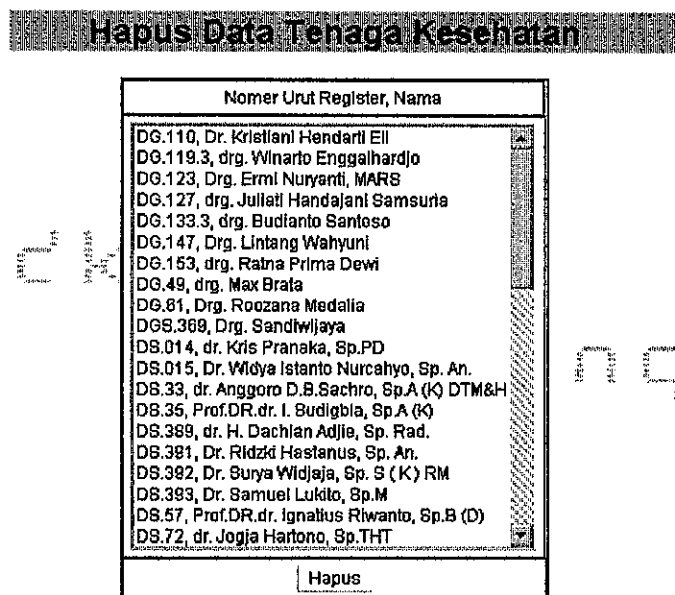 Hapus Data Tenaga Kesehatan
Nomer Urut Register, Nama
DG.110, Dr. Kristiani Hendarti Eli
DG.119.3, drg. Winarto Enggalhardjo
DG.123, Drg. Ermi Nuryanti, MARS
DG.127, drg. Juliati Handajani Samsuria
DG.133.3, drg. Budianto Santoso
DG.147, Drg. Lintang Wahyuni
DG.153, drg. Ratna Prima Dewi
DG.49, drg. Max Brata
DG.81, Drg. Roozana Medalia
DGS.369, Drg. Sandiwijaya
DS.014, dr. Kris Pranaka, Sp.PD
DS.015, Dr. Widya Istanto Nurcahyo, Sp. An.
DS.33, dr. Anggoro D.B.Sachro, Sp.A (K) DTM&H
DS.35, Prof.DR.dr. I. Sudigbia, Sp.A (K)
DS.389, dr. H. Dachlan Adjie, Sp. Rad.
DS.391, Dr. Ridzki Hastanus, Sp. An.
DS.392, Dr. Surya Widjaja, Sp. S ( K ) RM
DS.393, Dr. Samuel Lukito, Sp.M
DS.57, Prof.DR.dr. Ignatius Riwanto, Sp.B (D)
DS.72, dr. Jogja Hartono, Sp.THT
Hapus